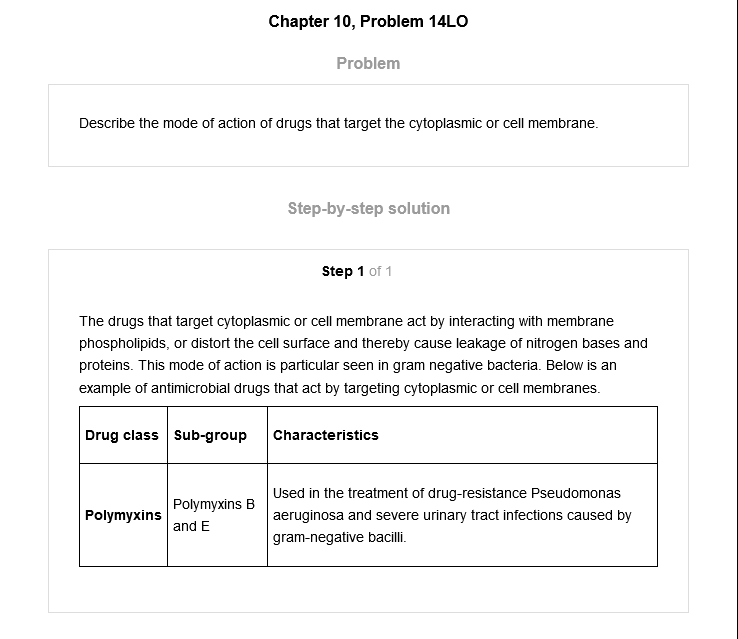 Chapter 10, Problem 14LO
Problem
Describe the mode of action of drugs that target the cytoplasmic or cell membrane.
Step-by-step solution
Step 1 of 1
The drugs that target cytoplasmic or cell membrane act by interacting with membrane
phospholipids, or distort the cell surface and thereby cause leakage of nitrogen bases and
proteins. This mode of action is particular seen in gram negative bacteria. Below is an
example of antimicrobial drugs that act by targeting cytoplasmic or cell membranes.
Drug class Sub-group Characteristics
Polymyxins
Polymyxins B
and E
Used in the treatment of drug-resistance Pseudomonas
aeruginosa and severe urinary tract infections caused by
gram-negative bacilli.